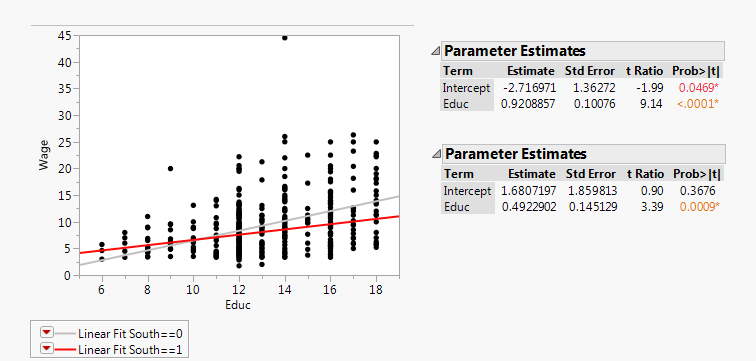 45
40
35
30
25
20
15
10
5
0
Wage
6 8 10 12 14 16 18
Educ
Linear Fit South==0
Linear Fit South==1
Parameter Estimates
Term Estimate Std Error t Ratio Prob>|t|
Intercept -2.716971 1.36272 -1.99 0.0469*
Educ 0.9208857 0.10076 9.14 <.0001*
Parameter Estimates
Term Estimate Std Error t Ratio Prob>|t|
Intercept 1.6807197 1.859813 0.90 0.3676
Educ 0.4922902 0.145129 3.39 0.0009*